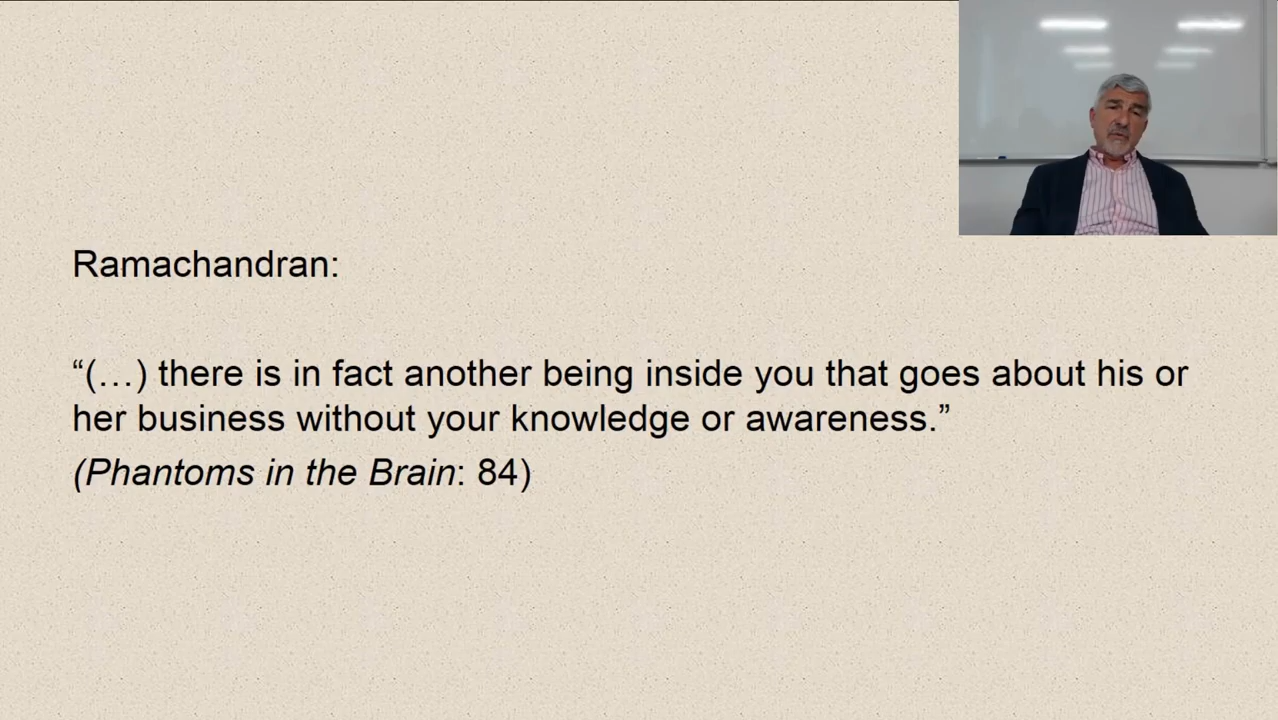 Ramachandran:
“(…) there is in fact another being inside you that goes about his or
her business without your knowledge or awareness.”
(Phantoms in the Brain: 84)